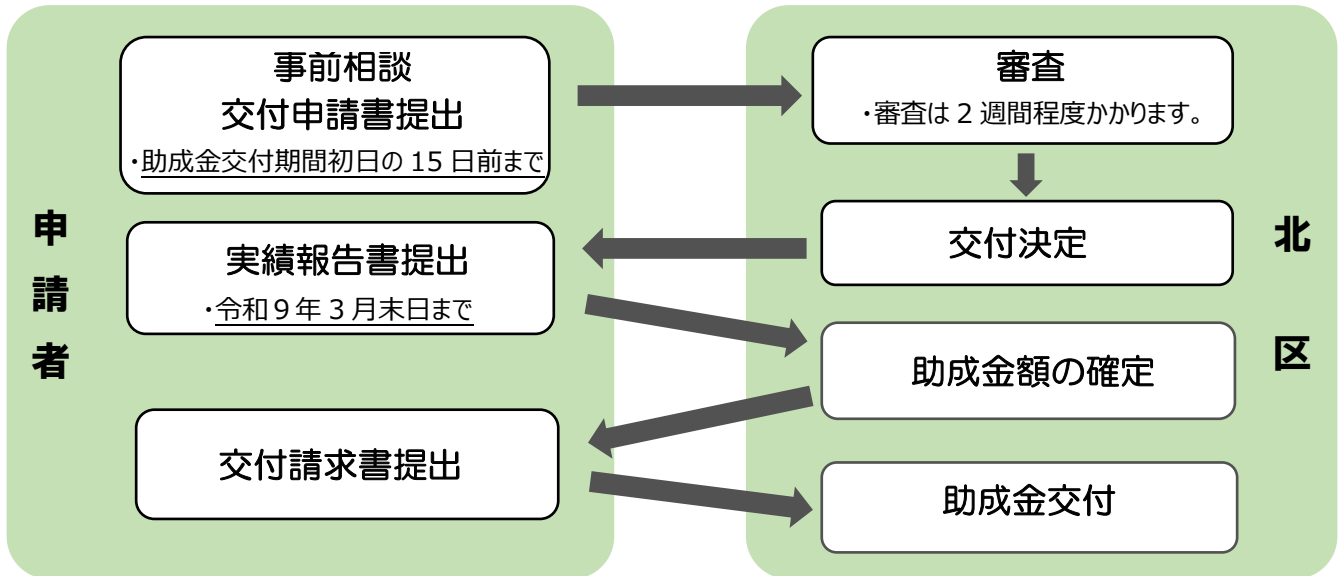 申請者
事前相談
交付申請書提出
・助成金交付期間初日の 15 日前まで
実績報告書提出
・令和９年３月末日まで
交付請求書提出
審査
・審査は 2 週間程度かかります。
交付決定
助成金額の確定
助成金交付
北区